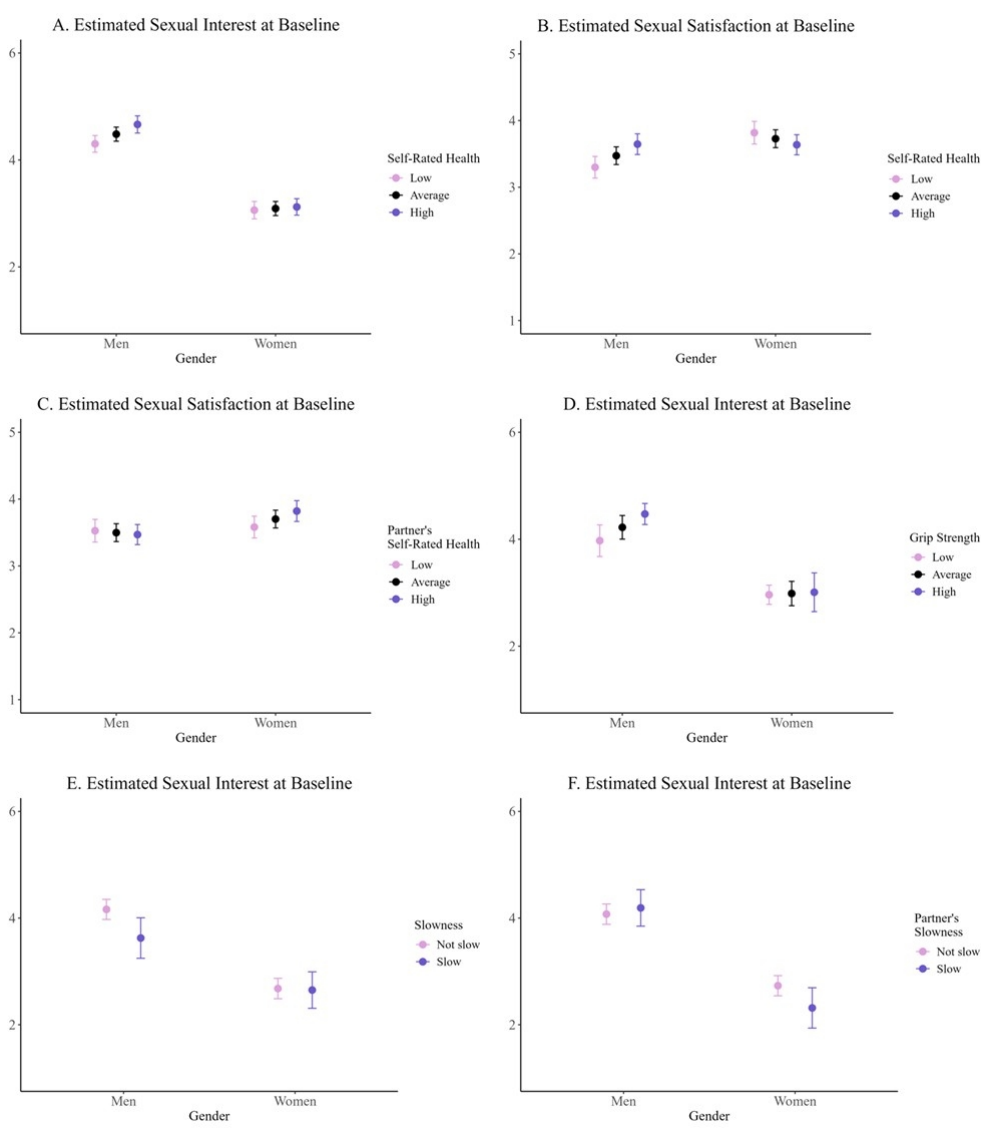 A. Estimated Sexual Interest at Baseline
6
4
2
Men
Women
Gender
Self-Rated Health
Low
Average
High
B. Estimated Sexual Satisfaction at Baseline
5
4
3
2
1
Men
Women
Gender
Self-Rated Health
Low
Average
High
C. Estimated Sexual Satisfaction at Baseline
5
4
3
2
1
Men
Women
Gender
Partner's
Self-Rated Health
Low
Average
High
D. Estimated Sexual Interest at Baseline
6
4
2
Men
Women
Gender
Grip Strength
Low
Average
High
E. Estimated Sexual Interest at Baseline
6
4
2
Men
Women
Gender
Slowness
Not slow
Slow
F. Estimated Sexual Interest at Baseline
6
4
2
Men
Women
Gender
Partner's
Slowness
Not slow
Slow